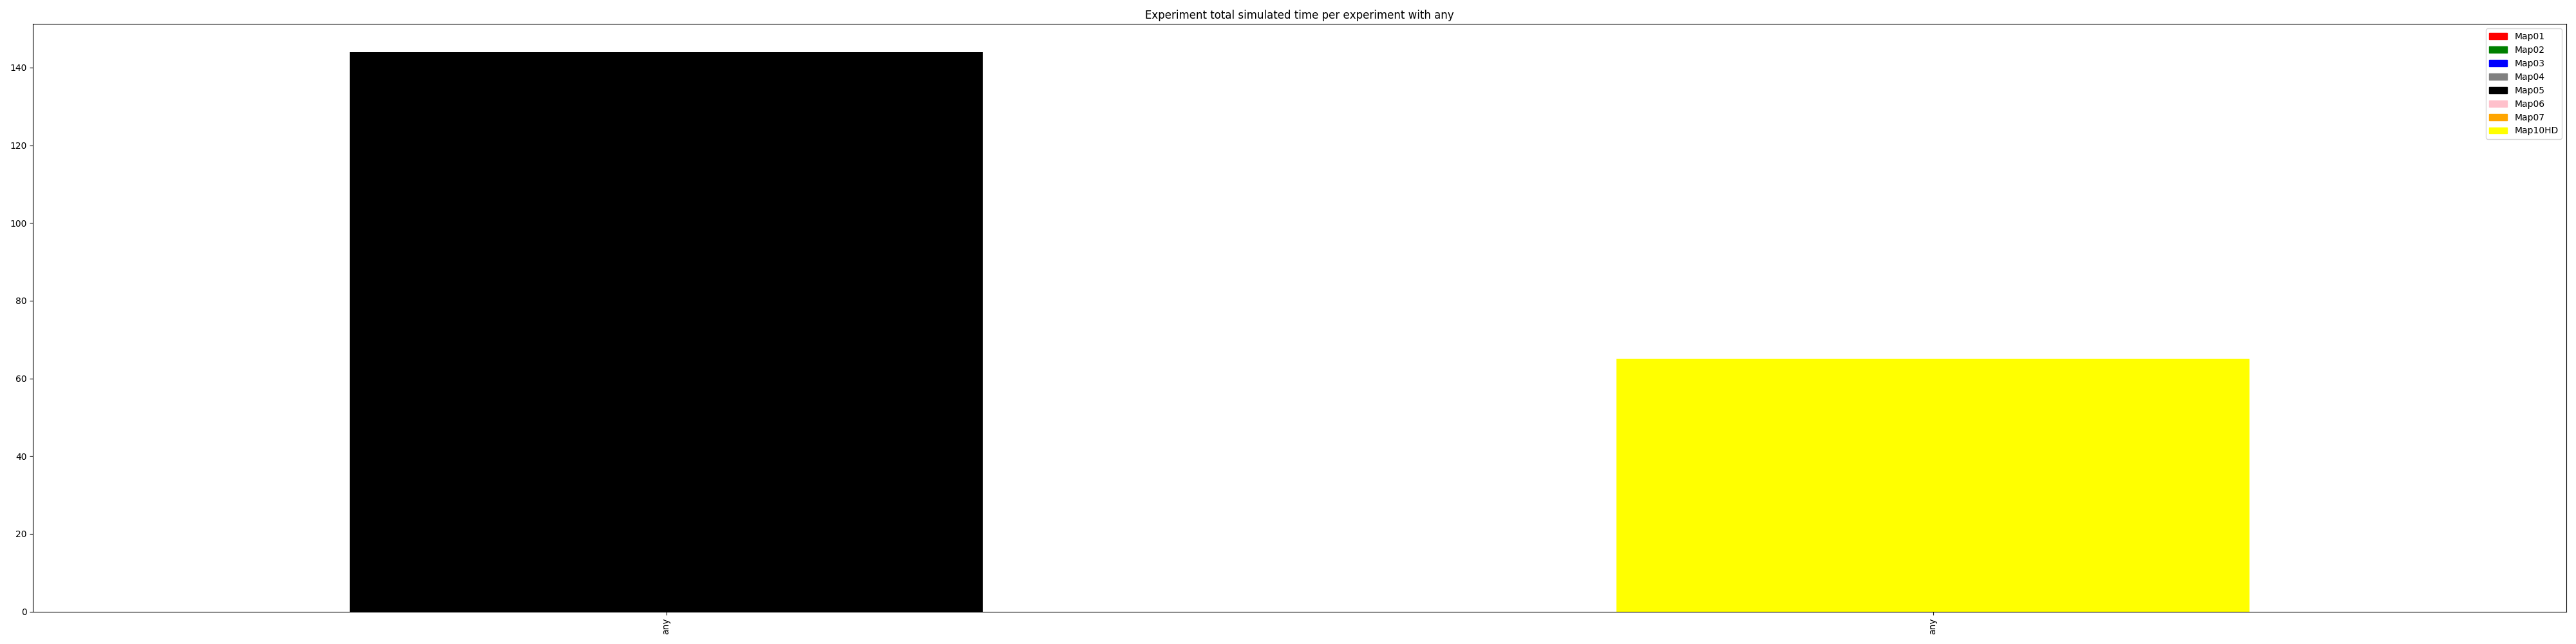 Experiment total simulated time per experiment with any
140
120
100
80
60
40
20
0
Map01
Map02
Map03
Map04
Map05
Map06
Map07
Map10HD
any
any